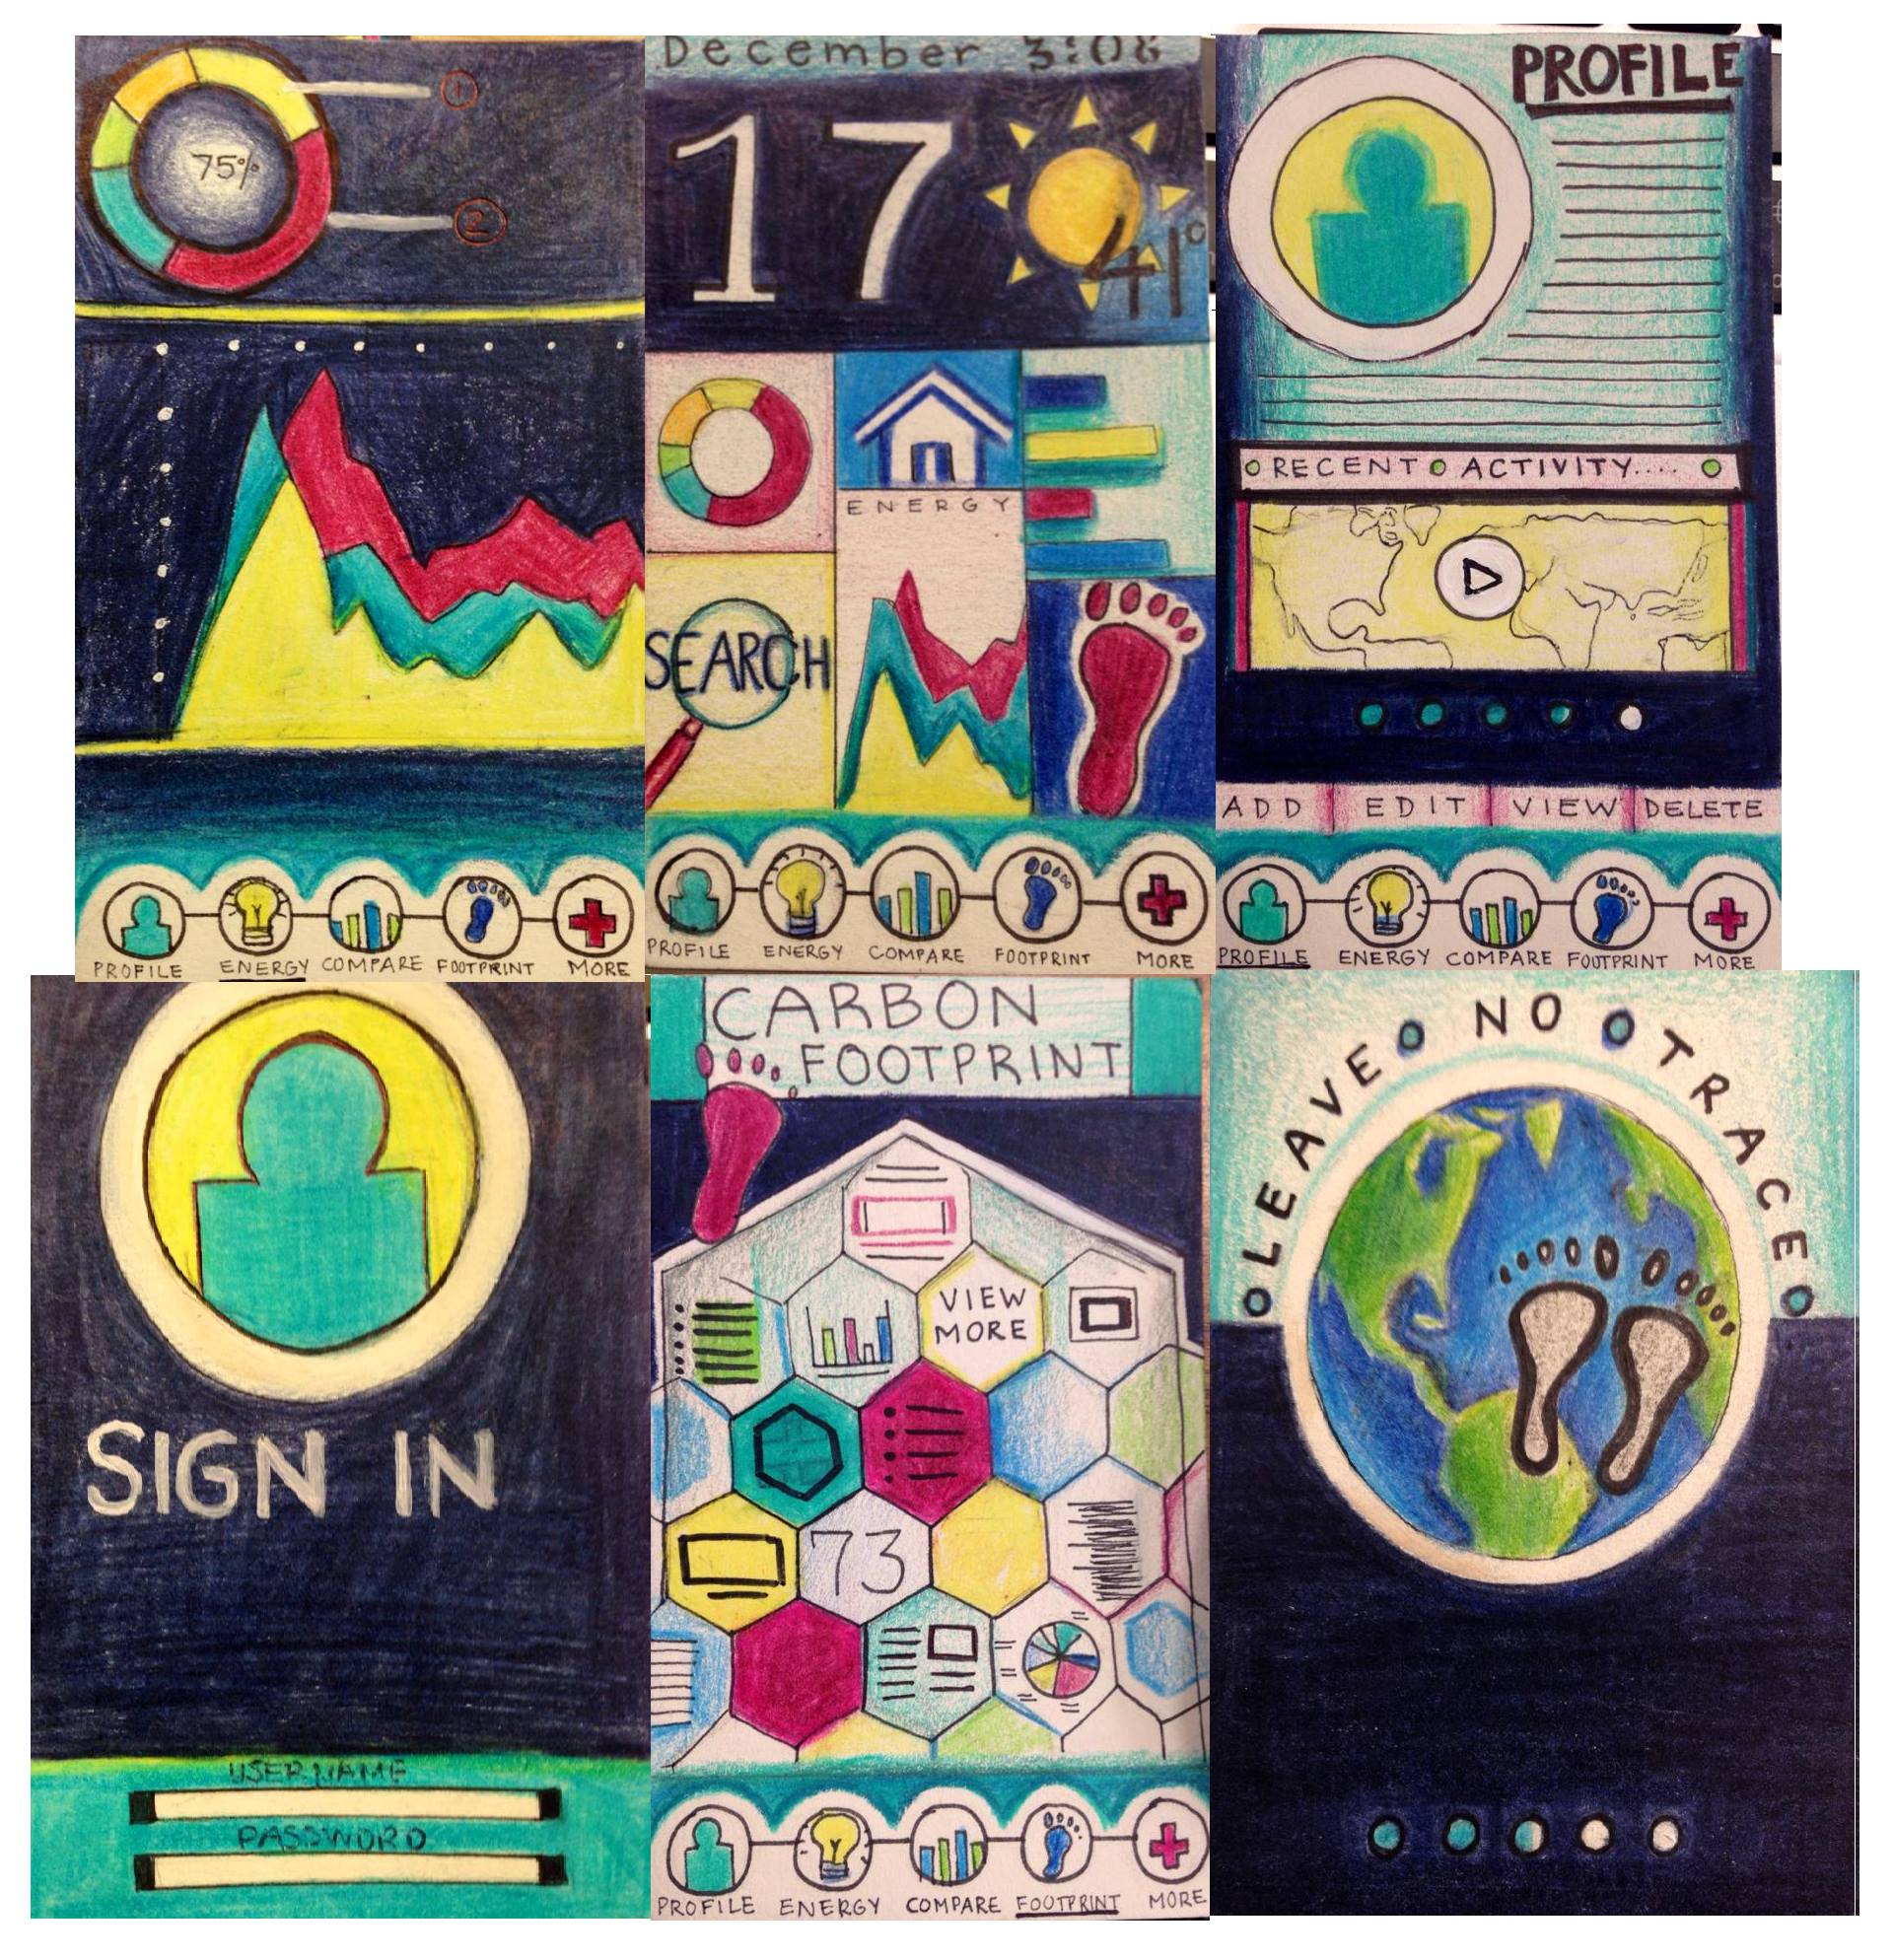 75%
1
2
PROFILE ENERGY COMPARE FOOTPRINT MORE
December 3:08
17
41°
ENERGY
SEARCH
PROFILE ENERGY COMPARE FOOTPRINT MORE
PROFILE
RECENT ACTIVITY....
ADD EDIT VIEW DELETE
PROFILE ENERGY COMPARE FOOTPRINT MORE
SIGN IN
USERNAME
PASSWORD
CARBON
FOOTPRINT
VIEW
MORE
73
PROFILE ENERGY COMPARE FOOTPRINT MORE
LEAVE NO TRACE